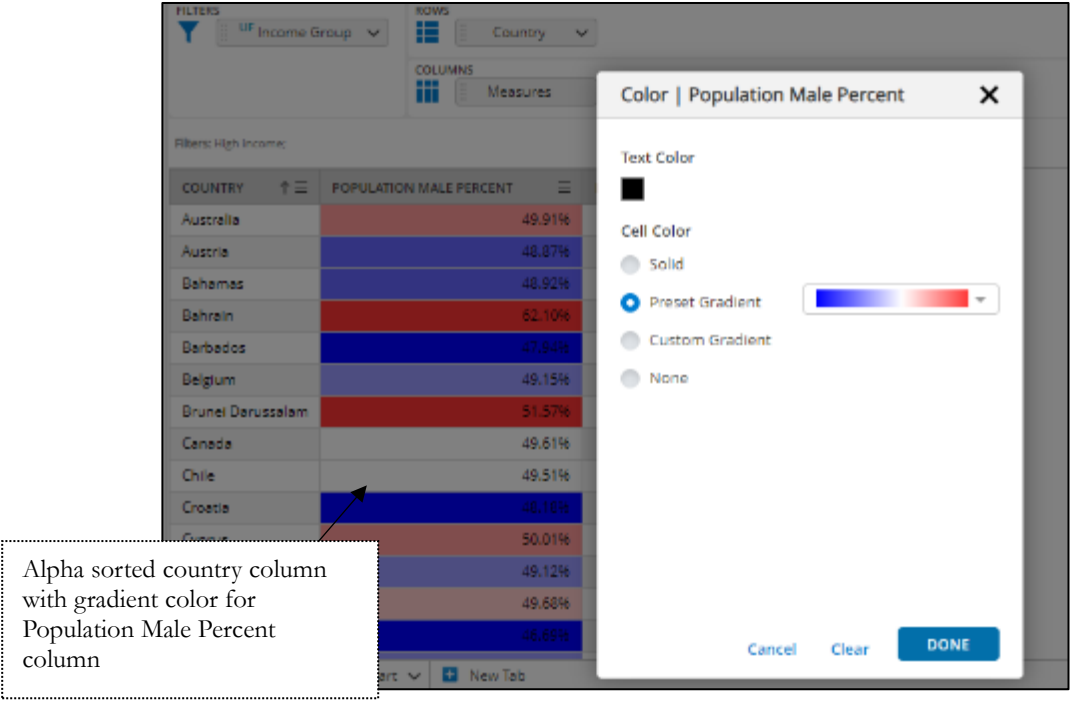 FILTERS
ROWS
UF Income Group
Country
COLUMNS
Measures
Filters: High Income;
COUNTRY POPULATION MALE PERCENT
Australia 49.91%
Austria 48.87%
Bahamas 48.92%
Bahrain 62.10%
Barbados 47.84%
Belgium 49.15%
Brunei Darussalam 51.57%
Canada 49.61%
Chile 49.51%
Croatia
Cyprus 50.01%
49.12%
49.68%
New Tab
Color | Population Male Percent
Text Color
Cell Color
Solid
Preset Gradient
Custom Gradient
None
Cancel Clear DONE
Alpha sorted country column
with gradient color for
Population Male Percent
column